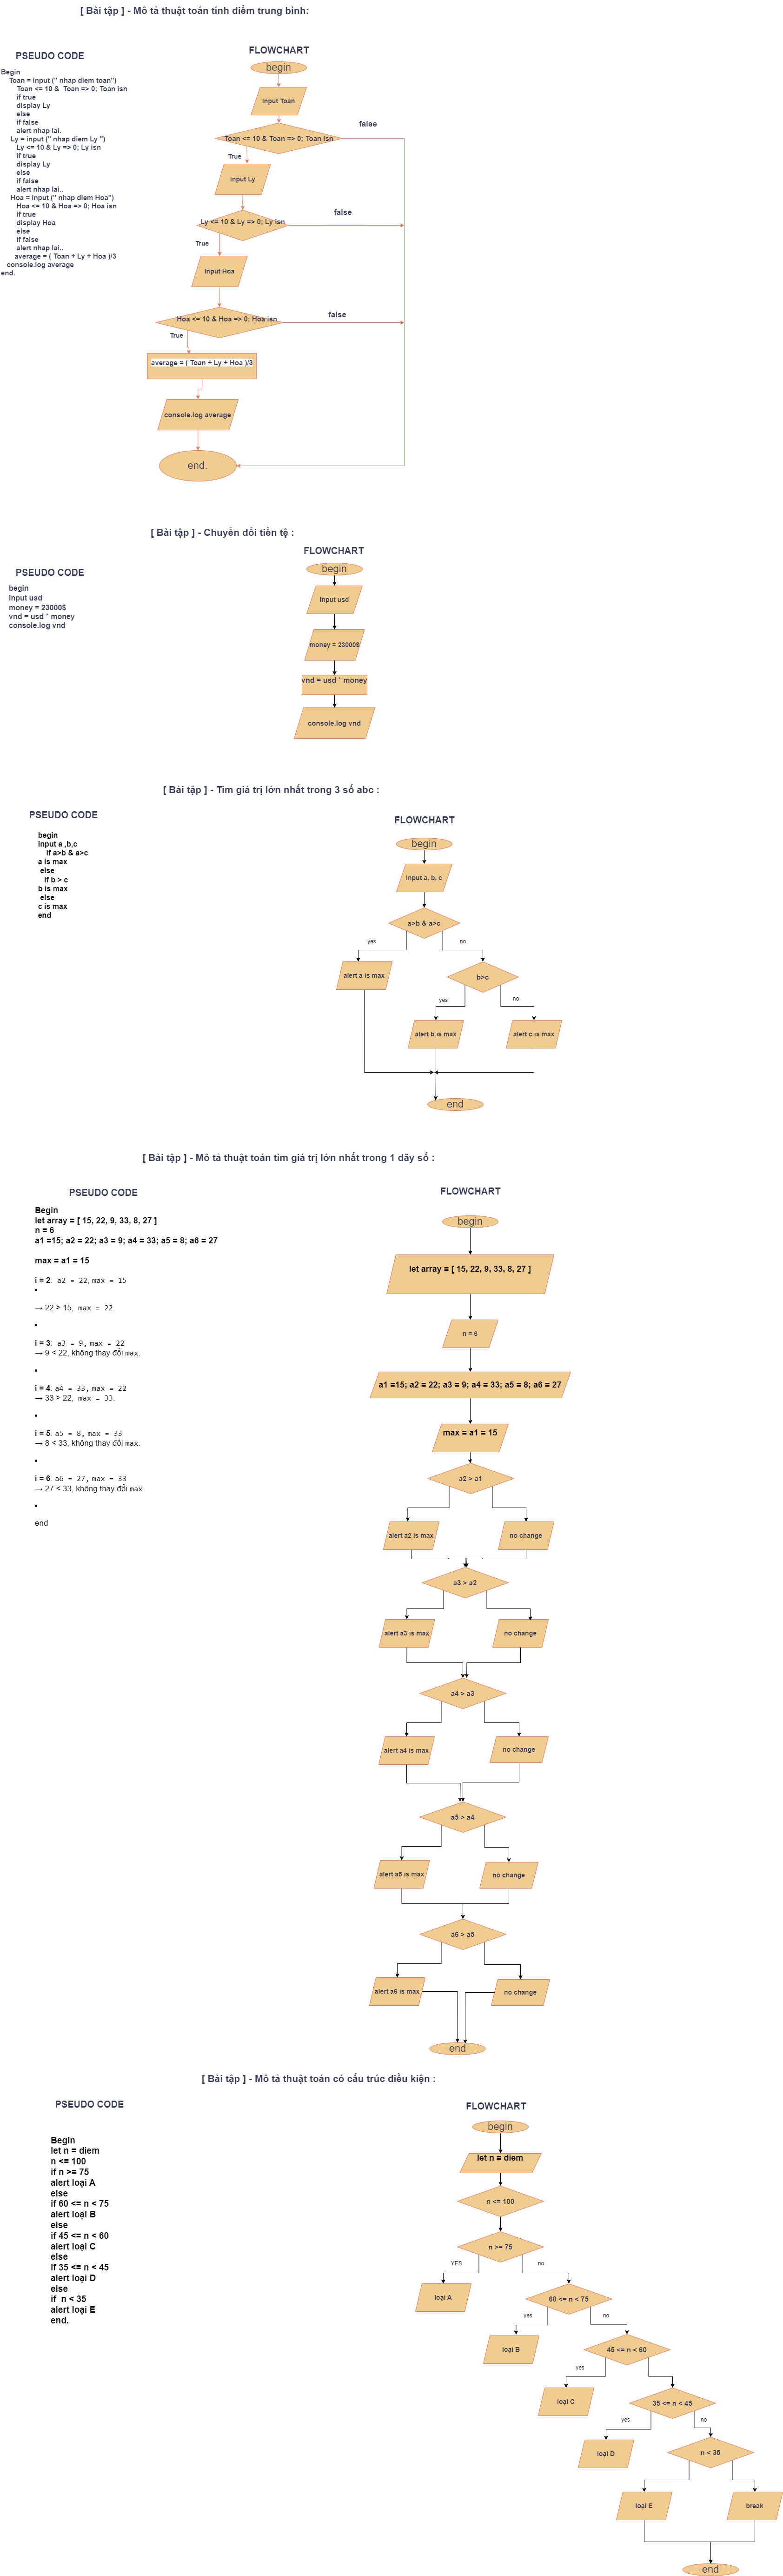 [ Bài tập ] - Mô tả thuật toán tính điểm trung bình:
PSEUDO CODE
Begin
Toan = input (" nhap diem toan")
Toan <= 10 & Toan => 0; Toan isn
if true
display Ly
else
if false
alert nhap lai.
Ly = input (" nhap diem Ly ")
Ly <= 10 & Ly => 0; Ly isn
if true
display Ly
else
if false
alert nhap lai..
Hoa = input (" nhap diem Hoa")
Hoa <= 10 & Hoa => 0; Hoa isn
if true
display Hoa
else
if false
alert nhap lai..
average = ( Toan + Ly + Hoa )/3
console.log average
end.
FLOWCHART
begin
input Toan
Toan <= 10 & Toan => 0; Toan isn
false
True
input Ly
Ly <= 10 & Ly => 0; Ly isn
false
True
input Hoa
Hoa <= 10 & Hoa => 0; Hoa isn
false
True
average = ( Toan + Ly + Hoa )/3
console.log average
end.
[ Bài tập ] - Chuyển đổi tiền tệ :
PSEUDO CODE
begin
input usd
money = 23000$
vnd = usd * money
console.log vnd
FLOWCHART
begin
input usd
money = 23000$
vnd = usd * money
console.log vnd
[ Bài tập ] - Tìm giá trị lớn nhất trong 3 số abc :
PSEUDO CODE
begin
input a ,b,c
if a>b & a>c
a is max
else
if b > c
b is max
else
c is max
end
FLOWCHART
begin
input a, b, c
a>b & a>c
yes
no
alert a is max
b>c
yes
no
alert b is max
alert c is max
end
[ Bài tập ] - Mô tả thuật toán tìm giá trị lớn nhất trong 1 dãy số :
PSEUDO CODE
Begin
let array = [ 15, 22, 9, 33, 8, 27 ]
n = 6
a1 =15; a2 = 22; a3 = 9; a4 = 33; a5 = 8; a6 = 27
max = a1 = 15
i = 2: a2 = 22, max = 15
•
→ 22 > 15, max = 22.
•
i = 3: a3 = 9, max = 22
→ 9 < 22, không thay đổi max.
•
i = 4: a4 = 33, max = 22
→ 33 > 22, max = 33.
•
i = 5: a5 = 8, max = 33
→ 8 < 33, không thay đổi max.
•
i = 6: a6 = 27, max = 33
→ 27 < 33, không thay đổi max.
•
end
FLOWCHART
begin
let array = [ 15, 22, 9, 33, 8, 27 ]
n = 6
a1 =15; a2 = 22; a3 = 9; a4 = 33; a5 = 8; a6 = 27
max = a1 = 15
a2 > a1
alert a2 is max
no change
a3 > a2
alert a3 is max
no change
a4 > a3
alert a4 is max
no change
a5 > a4
alert a5 is max
no change
a6 > a5
alert a6 is max
no change
end
[ Bài tập ] - Mô tả thuật toán có cấu trúc điều kiện :
PSEUDO CODE
Begin
let n = diem
n <= 100
if n >= 75
alert loại A
else
if 60 <= n < 75
alert loại B
else
if 45 <= n < 60
alert loại C
else
if 35 <= n < 45
alert loại D
else
if n < 35
alert loại E
end.
FLOWCHART
begin
let n = diem
n <= 100
n >= 75
YES
no
loại A
60 <= n < 75
yes
no
loại B
45 <= n < 60
yes
loại C
35 <= n < 45
yes
no
loại D
n < 35
loại E
break
end